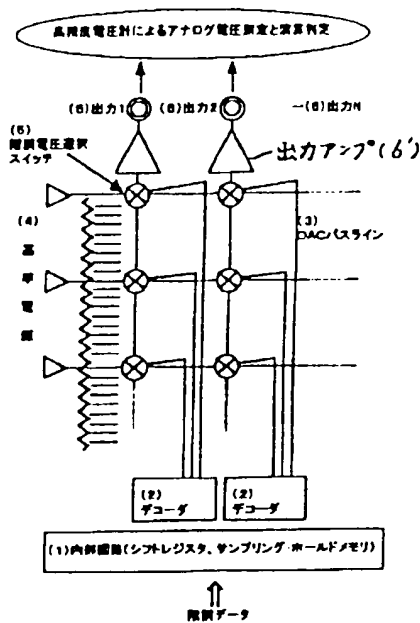 高精度電圧計によるアナログ電圧測定と演算判定
(6)出力1 (6)出力2 ー(6)出力N
(5)
階調電圧選択
スイッチ
出力アンプ(6')
(4)
基
準
電
源
(3)
DACバスライン
(2)
デコーダ
(2)
デコーダ
(1)内部回路(シフトレジスタ、サンプリング・ホールドメモリ)
階調データ